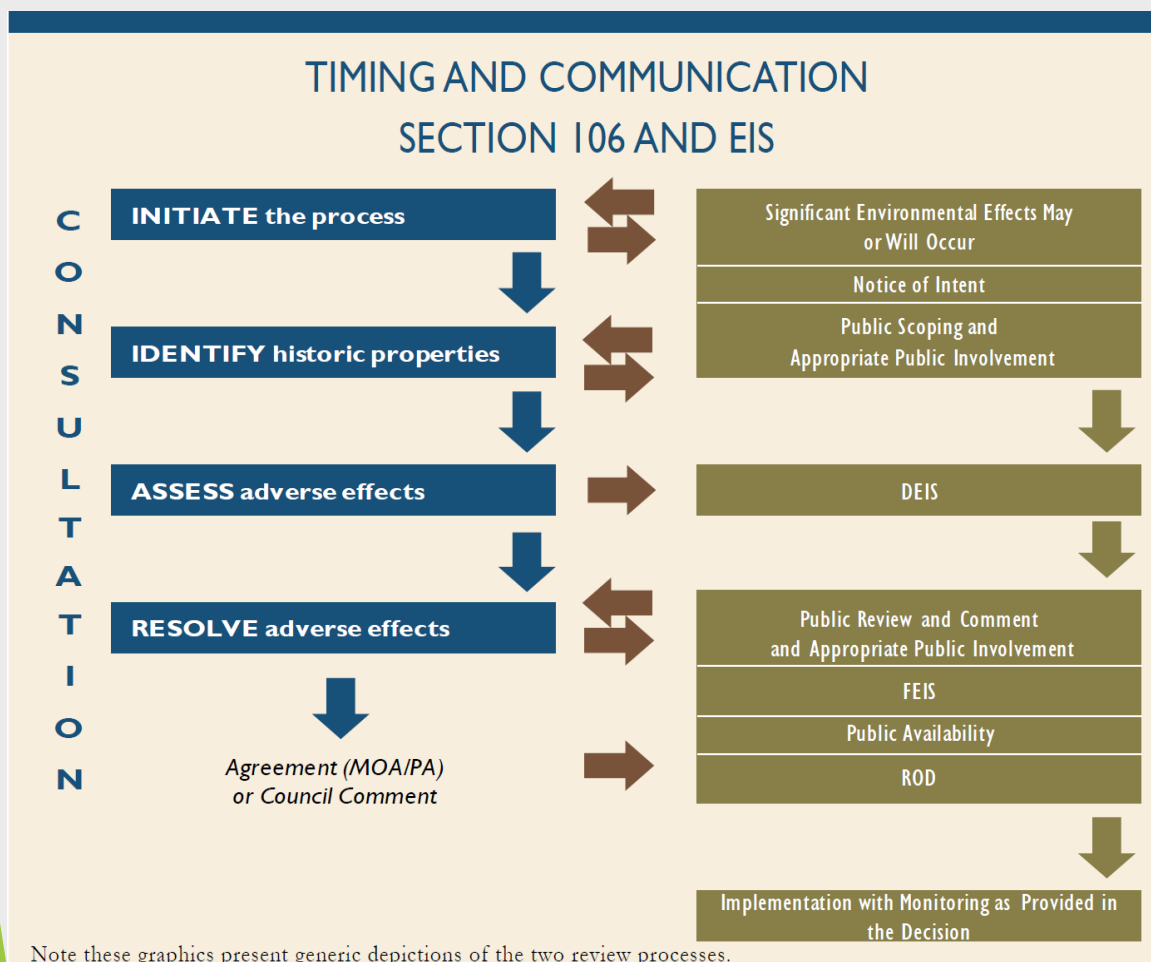 TIMING AND COMMUNICATION
SECTION 106 AND EIS
CONSULTATION
INITIATE the process
IDENTIFY historic properties
ASSESS adverse effects
RESOLVE adverse effects
Agreement (MOA/PA)
or Council Comment
Significant Environmental Effects May
or Will Occur
Notice of Intent
Public Scoping and
Appropriate Public Involvement
DEIS
Public Review and Comment
and Appropriate Public Involvement
FEIS
Public Availability
ROD
Implementation with Monitoring as Provided in
the Decision
Note these graphics present generic depictions of the two review processes.